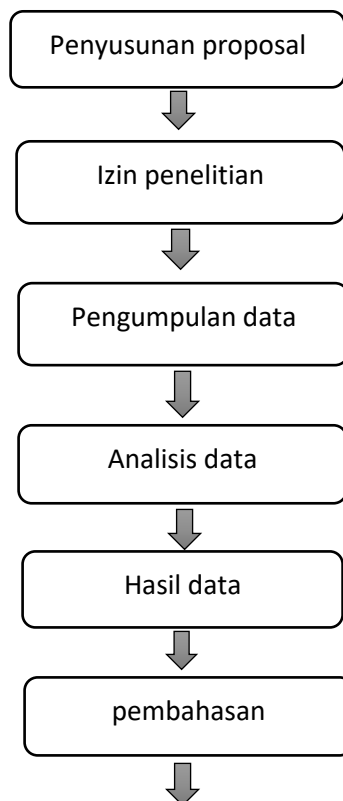 Penyusunan proposal
Izin penelitian
Pengumpulan data
Analisis data
Hasil data
pembahasan